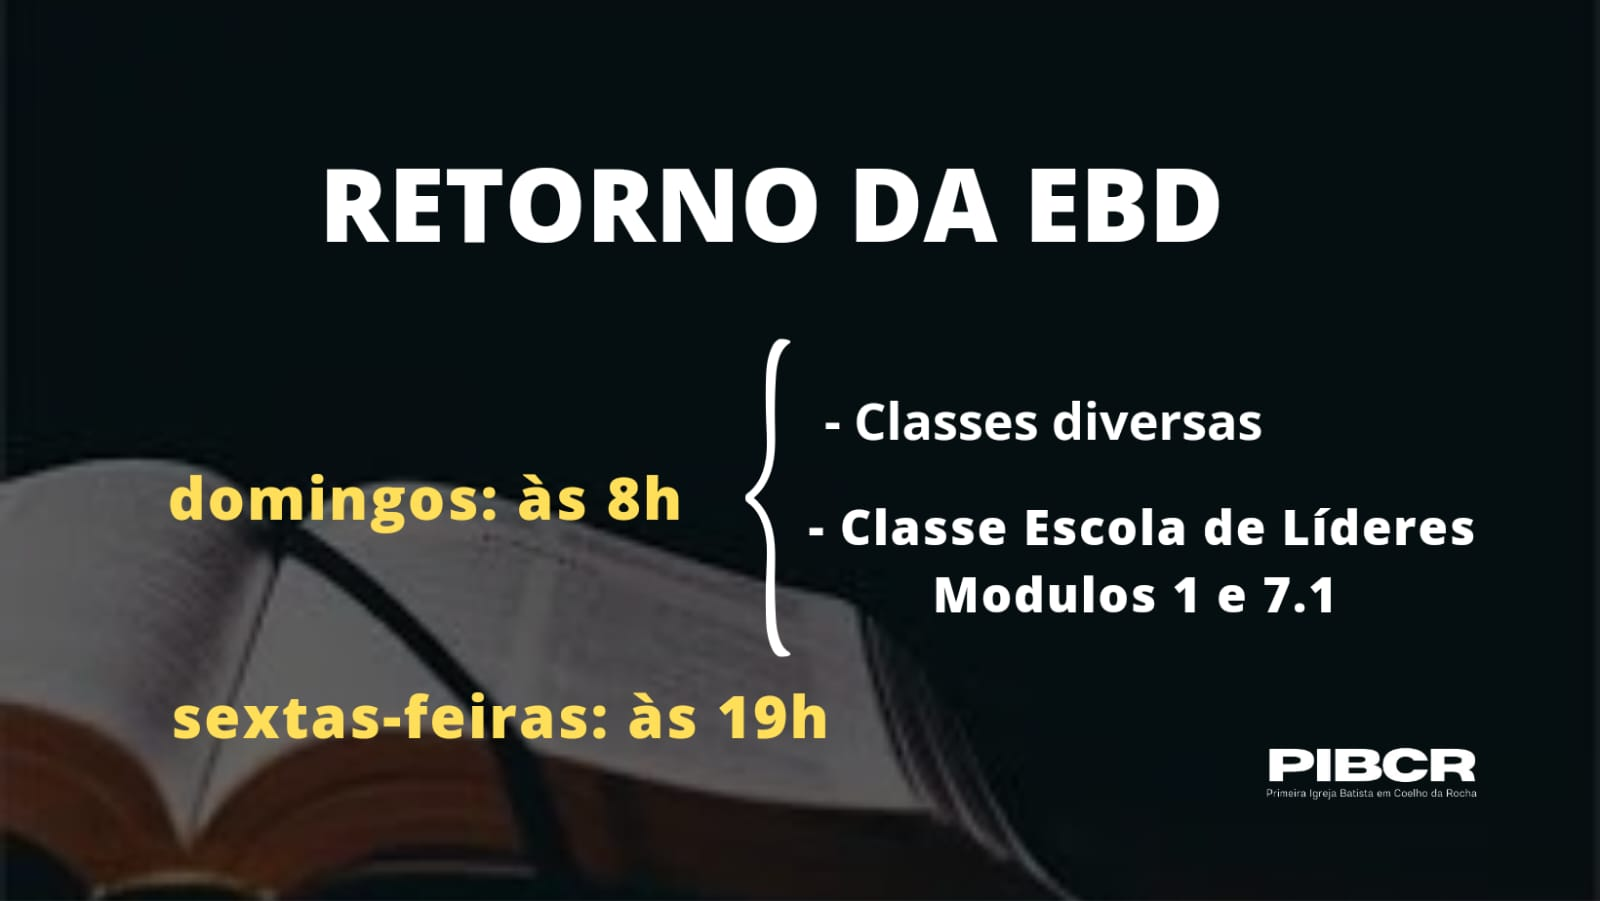 RETORNO DA EBD
domingos: às 8h
- Classes diversas
- Classe Escola de Líderes
Modulos 1 e 7.1
sextas-feiras: às 19h
PIBCR
Primeira Igreja Batista em Coelho da Rocha